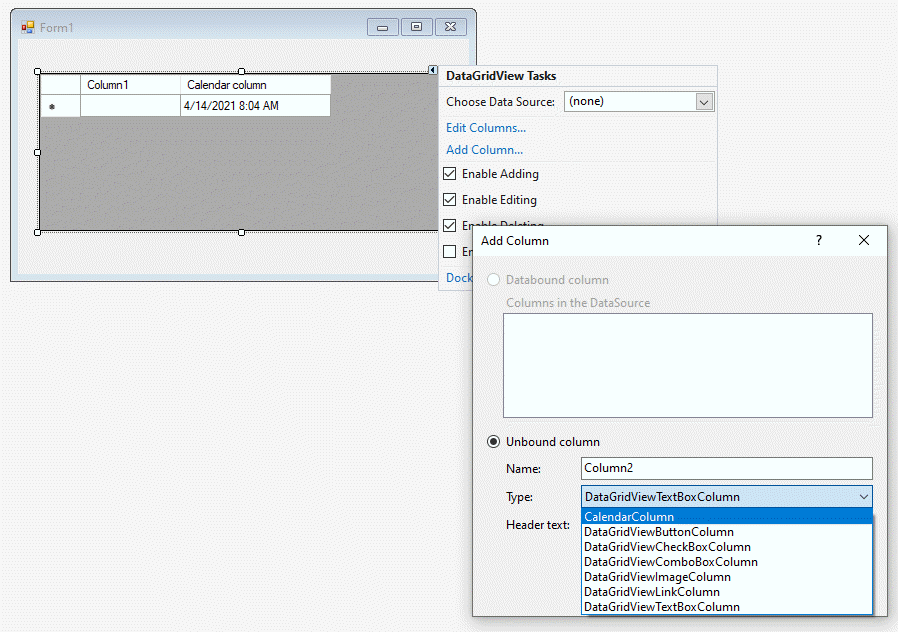 Form1
Column1 Calendar column
4/14/2021 8:04 AM
DataGridView Tasks
Choose Data Source: (none)
Edit Columns...
Add Column...
Enable Adding
Enable Editing
Enable Deleting
En
Dock
Add Column
?
Databound column
Columns in the DataSource
Unbound column
Name: Column2
Type: DataGridViewTextBoxColumn
Header text:
CalendarColumn
DataGridViewButtonColumn
DataGridViewCheckBoxColumn
DataGridViewComboBoxColumn
DataGridViewImageColumn
DataGridViewLinkColumn
DataGridViewTextBoxColumn